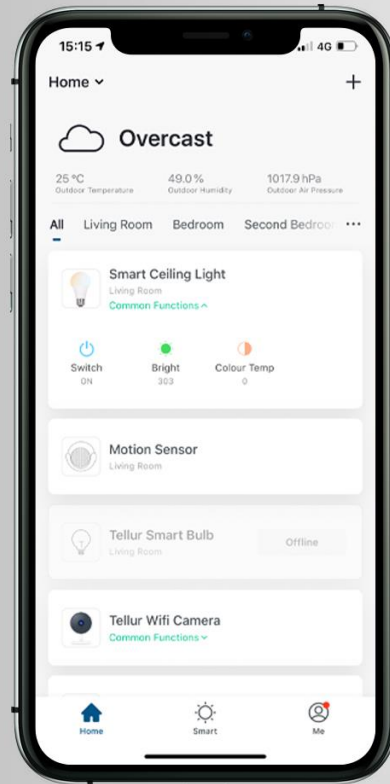 15:15
4G
Home
+
Overcast
25 °C
Outdoor Temperature
49.0%
Outdoor Humidity
1017.9 hPa
Outdoor Air Pressure
All Living Room Bedroom Second Bedroo ···
Smart Ceiling Light
Living Room
Common Functions
Switch
ON
Bright
303
Colour Temp
0
Motion Sensor
Living Room
Tellur Smart Bulb
Living Room
Offline
Tellur Wifi Camera
Common Functions
Home
Smart
Me